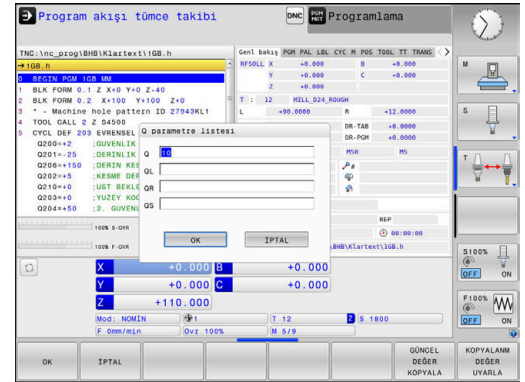 Program akışı tümce takibi
DNC
PGM MGT
Programlama
TNC:\nc_prog\BHB\Klartext\1GB.h
→1GB.h
0 BEGIN PGM 1GB MM
1 BLK FORM 0.1 Z X+0 Y+0 Z-40
2 BLK FORM 0.2 X+100 Y+100 Z+0
3 * - Machine hole pattern ID 27943KL1
4 TOOL CALL 2 Z S4500
5 CYCL DEF 203 EVRENSEL
Q200=+2 ;GUVENLIK
Q201=-25 ;DERINLIK
Q206=+150 ;DERIN KES
Q202=+5 ;KESME DER
Q210=+0 ;UST BEKLE
Q203=+0 ;YUZEY KOO
Q204=+50 ;2. GUVENL
100% S-OVR
100% F-OVR
Genl bakış PGM PAL LBL CYC M POS TOOL TT TRANS
RFSOLL X +0.000 B +0.000
Y +0.000 C +0.000
Z +0.000
T : 12 MILL_D24_ROUGH
L +90.0000 R +12.0000
DR-TAB +0.0000
DR-PGM +0.0000
M50 M5
REP
00:00:00
\BHB\Klartext\1GB.h
Q parametre listesi
Q 10
QL
QR
QS
OK
İPTAL
X +0.000 B +0.000
Y +0.000 C +0.000
Z +110.000
Mod: NOMİN 1 T 12 Z S 1800
F 0mm/min Ovr 100% M 5/9
M
S
T
S100%
OFF ON
F100%
OFF ON
OK
İPTAL
GÜNCEL DEĞER KOPYALA
KOPYALANM DEĞER UYARLA